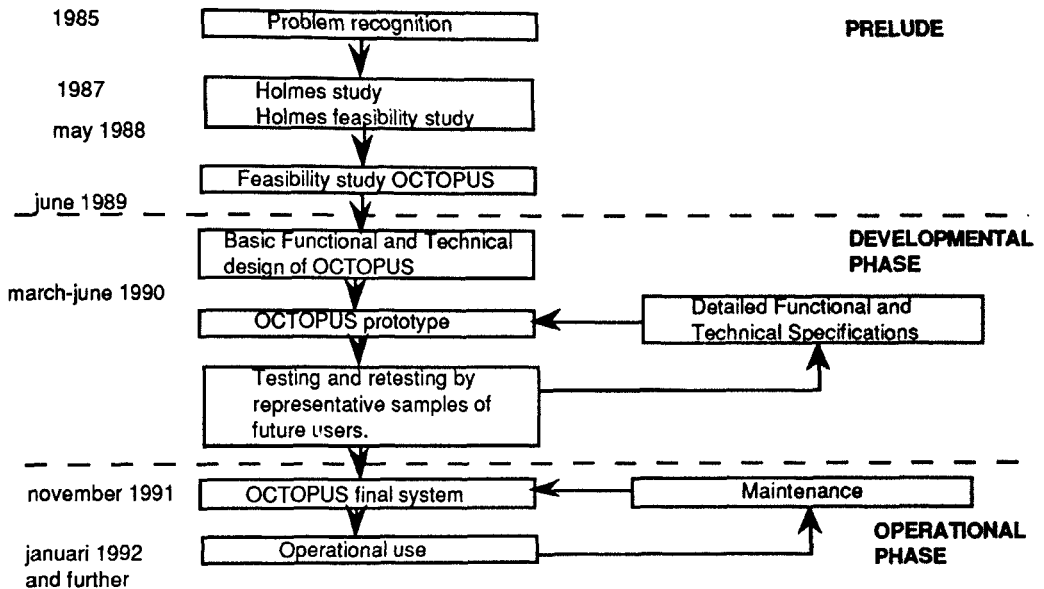 1985
Problem recognition
PRELUDE
1987
Holmes study
Holmes feasibility study
may 1988
Feasibility study OCTOPUS
june 1989
Basic Functional and Technical
design of OCTOPUS
DEVELOPMENTAL
PHASE
march-june 1990
OCTOPUS prototype
Detailed Functional and
Technical Specifications
Testing and retesting by
representative samples of
future users.
november 1991
OCTOPUS final system
Maintenance
OPERATIONAL
PHASE
januari 1992
and further
Operational use